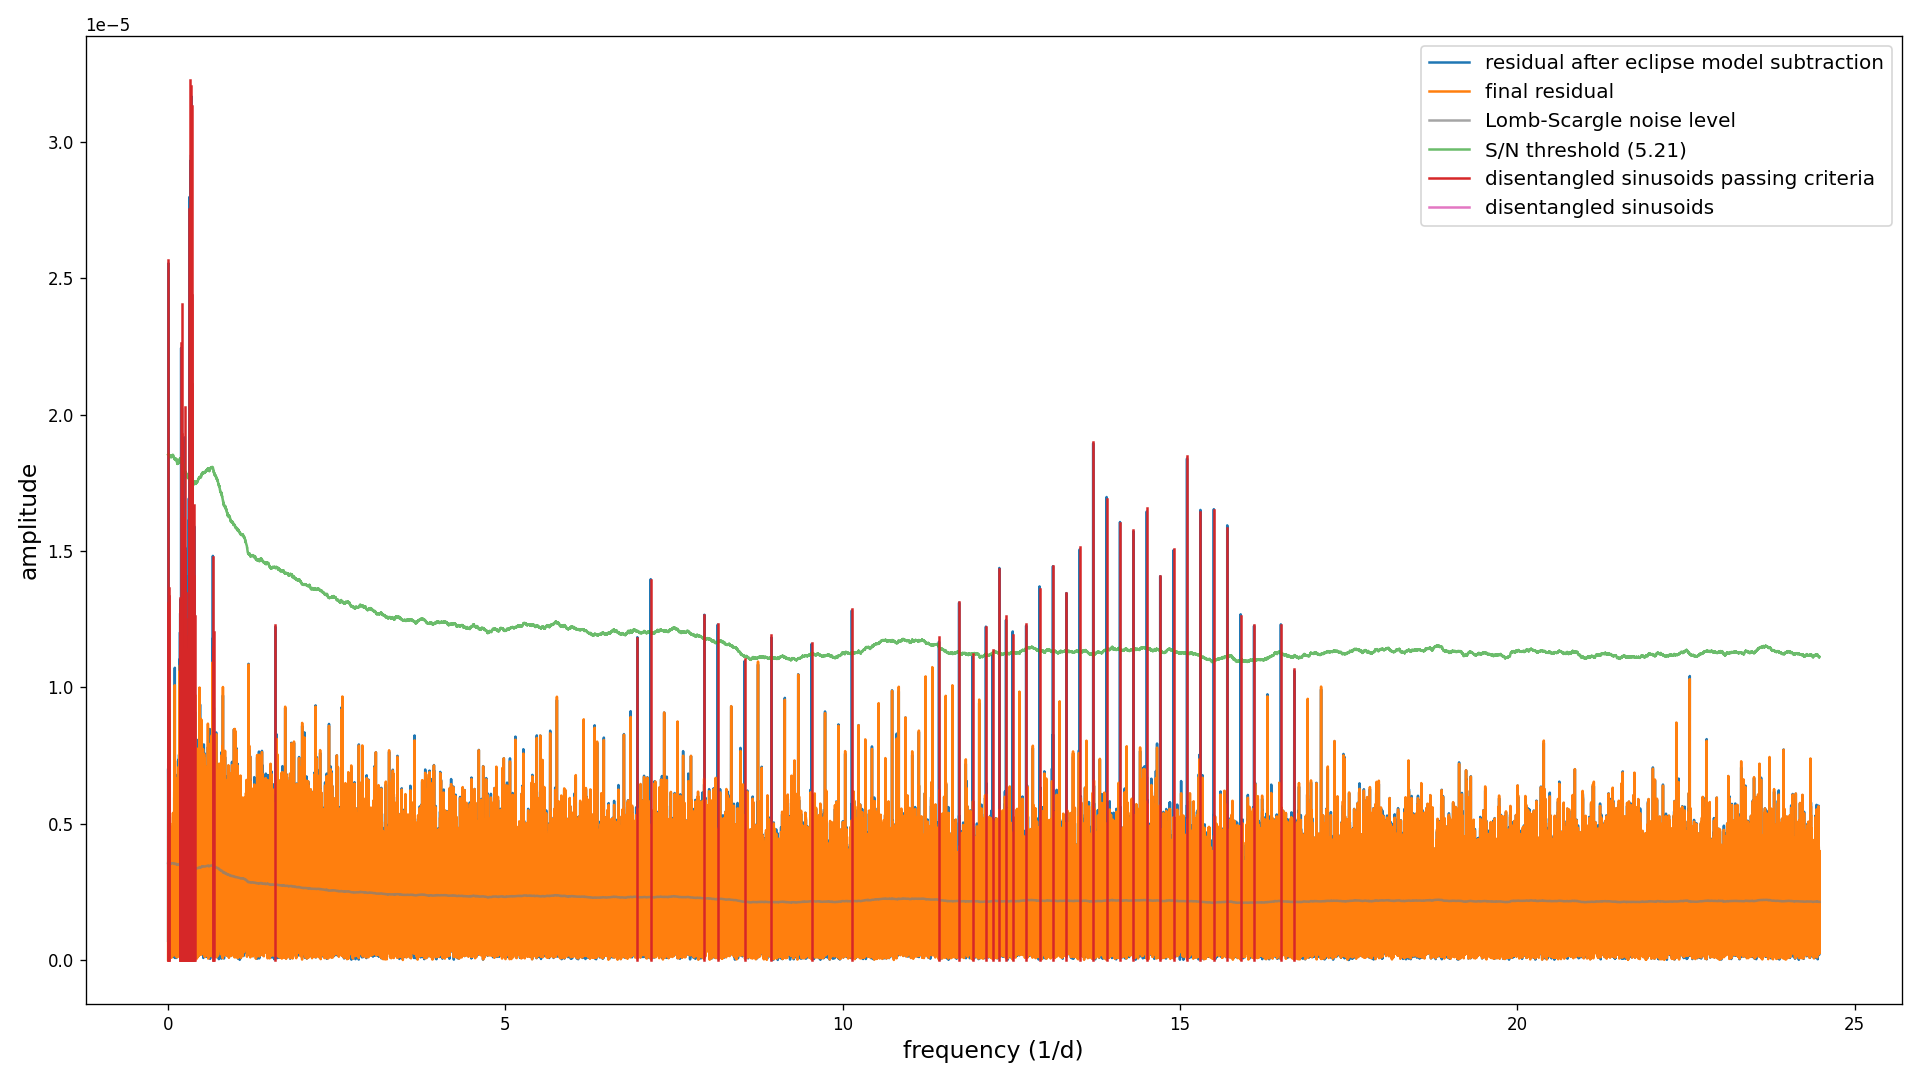 1e−5
residual after eclipse model subtraction
final residual
Lomb-Scargle noise level
S/N threshold (5.21)
disentangled sinusoids passing criteria
disentangled sinusoids
3.0
2.5
2.0
1.5
1.0
0.5
0.0
amplitude
0
5
10
15
20
25
frequency (1/d)